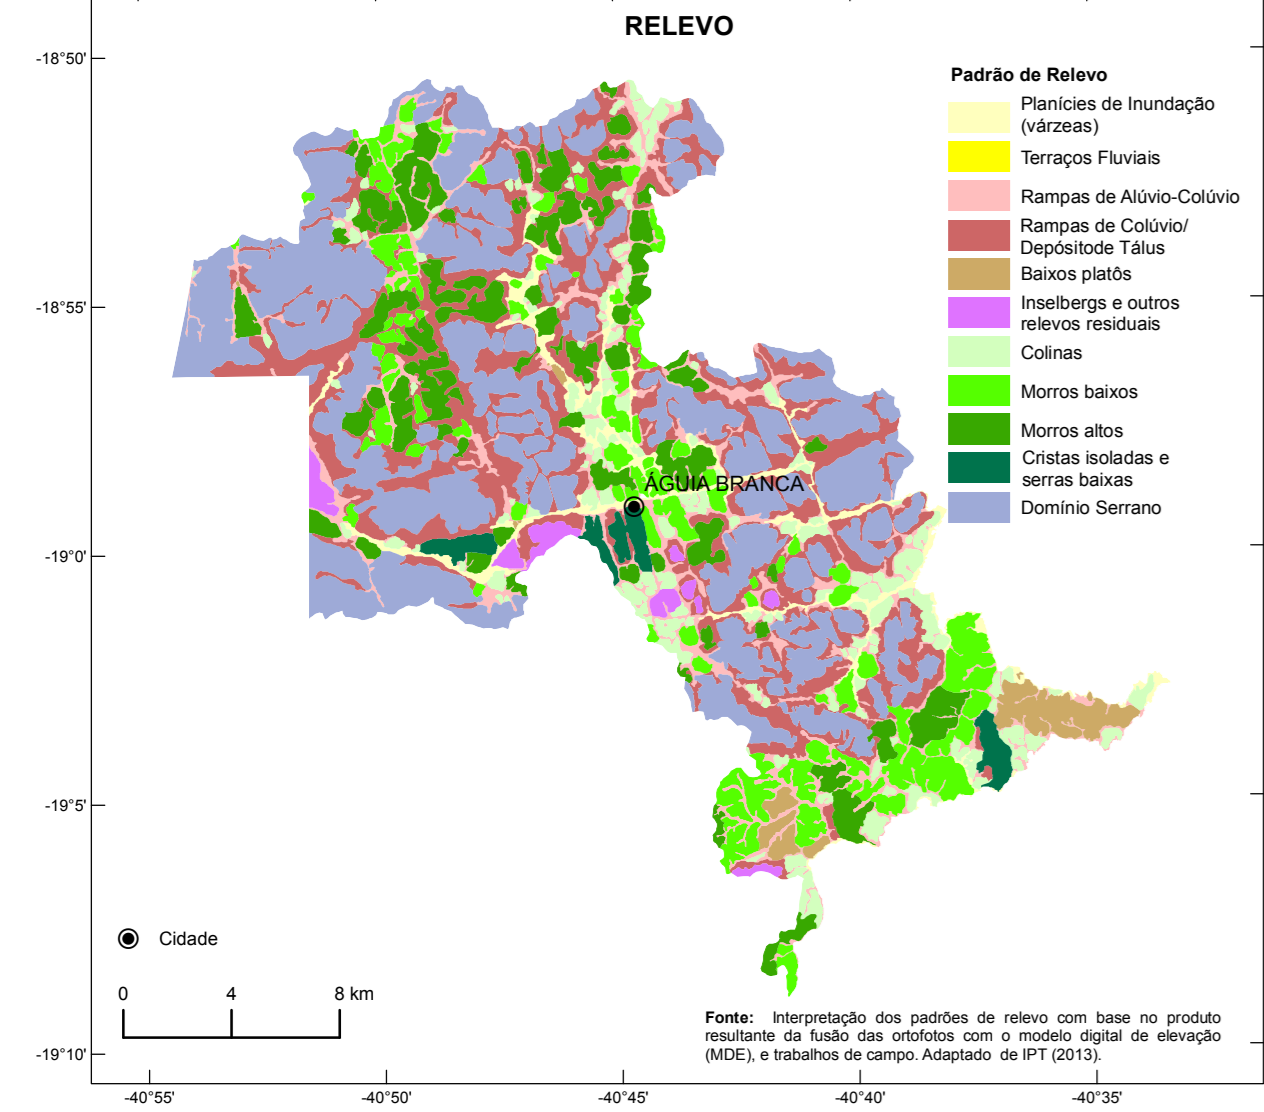 RELEVO
-18°50'
-18°55'
-19°0'
-19°5'
-19°10'
Padrão de Relevo
Planícies de Inundação
(várzeas)
Terraços Fluviais
Rampas de Alúvio-Colúvio
Rampas de Colúvio/
Depósitode Tálus
Baixos platôs
Inselbergs e outros
relevos residuais
Colinas
Morros baixos
Morros altos
Cristas isoladas e
serras baixas
Domínio Serrano
ÁGUIA BRANCA
Cidade
0 4 8 km
Fonte: Interpretação dos padrões de relevo com base no produto
resultante da fusão das ortofotos com o modelo digital de elevação
(MDE), e trabalhos de campo. Adaptado de IPT (2013).
-40°55' -40°50' -40°45' -40°40' -40°35'